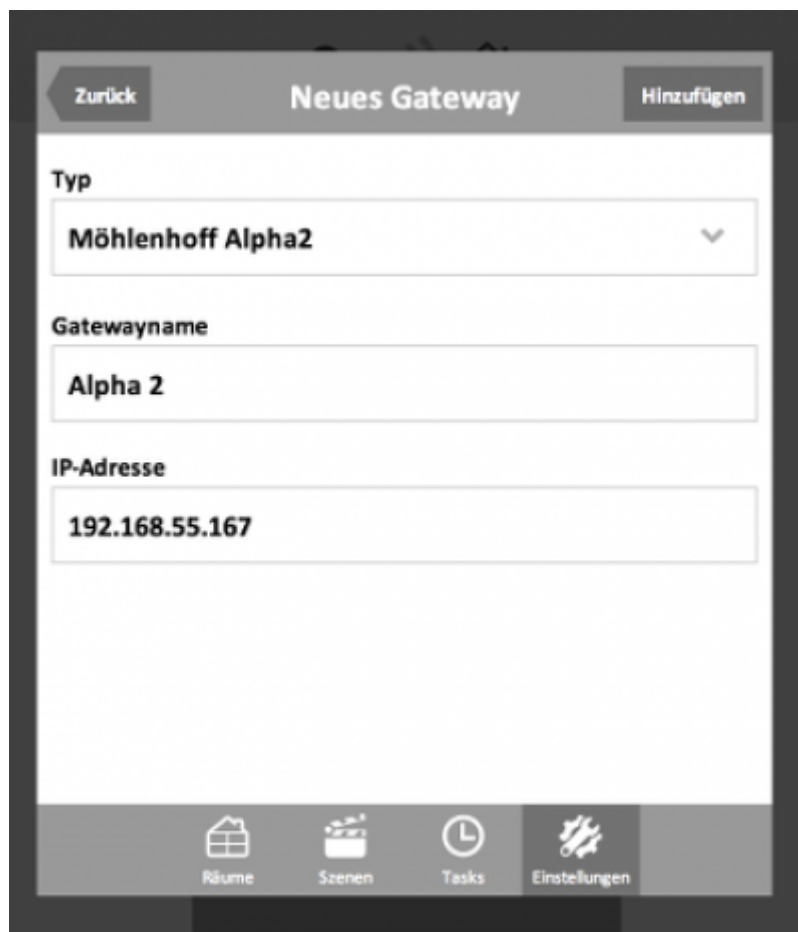 Zurück Neues Gateway Hinzufügen
Typ
Möhlenhoff Alpha2
Gatewayname
Alpha 2
IP-Adresse
192.168.55.167
Räume Szenen Tasks Einstellungen